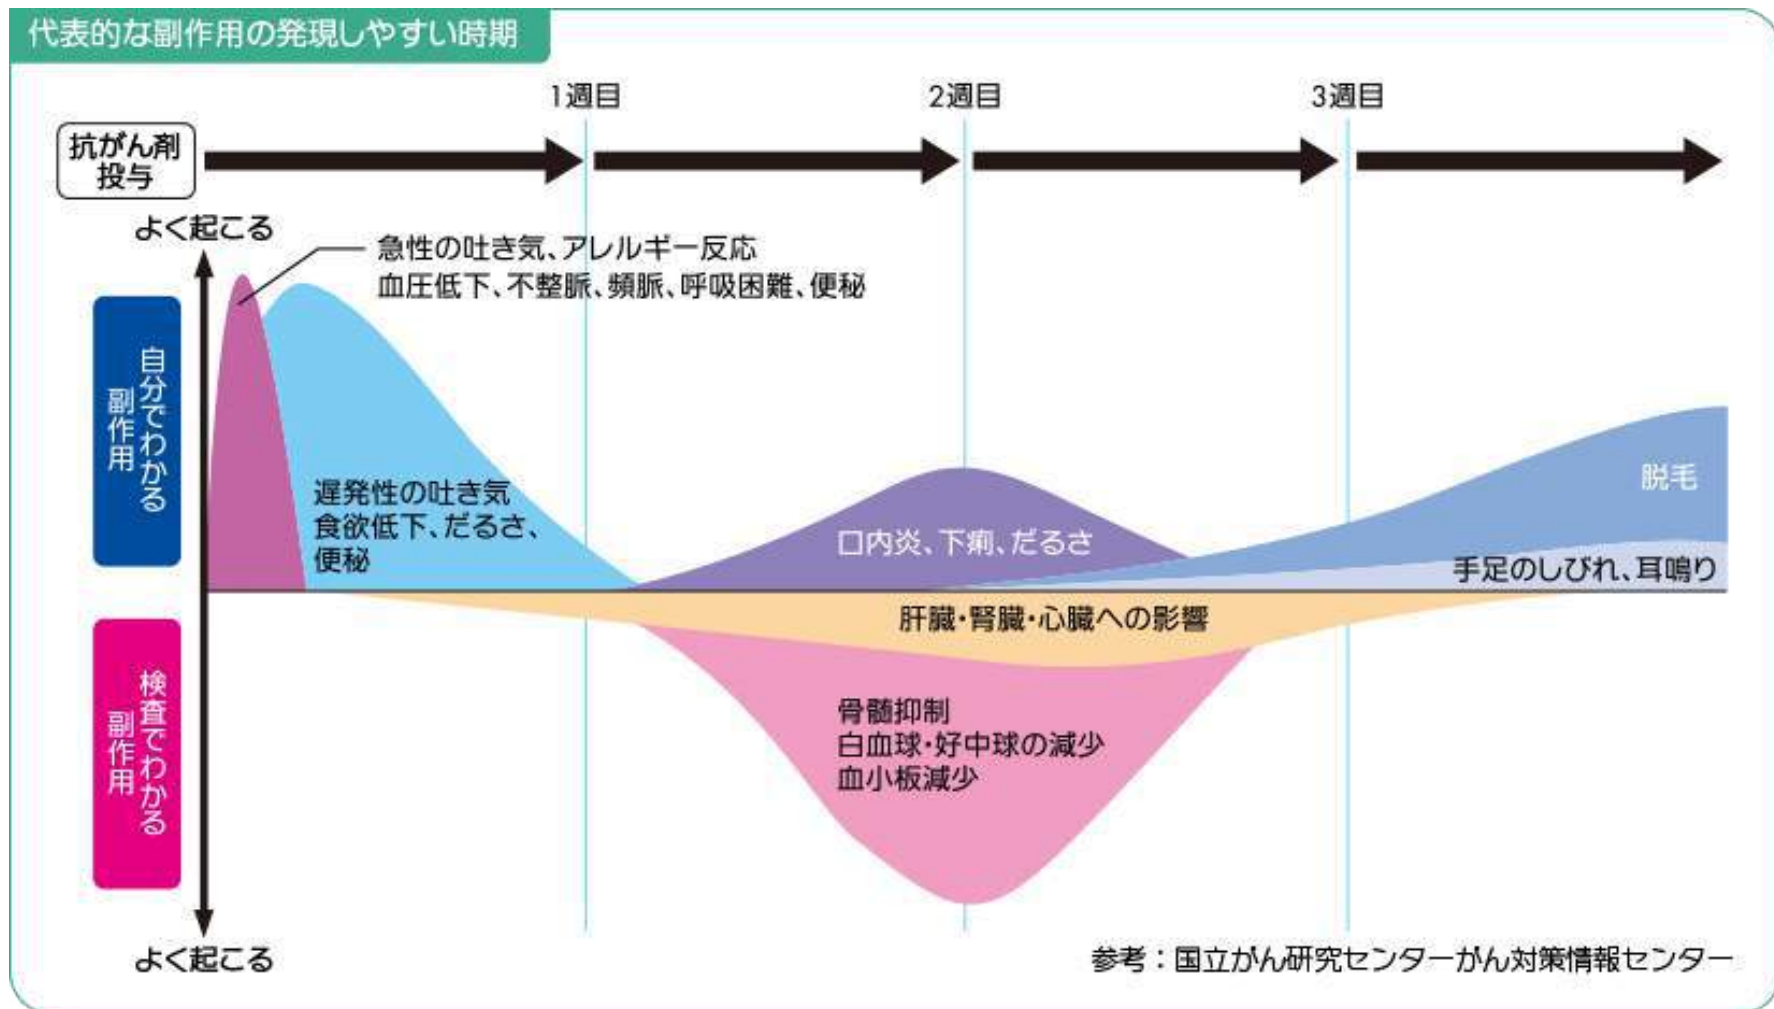 代表的な副作用の発現しやすい時期
1週目
2週目
3週目
抗がん剤
投与
よく起こる
急性の吐き気、アレルギー反応
血圧低下、不整脈、頻脈、呼吸困難、便秘
自分でわかる
副作用
遅発性の吐き気
食欲低下、だるさ、
便秘
口内炎、下痢、だるさ
脱毛
手足のしびれ、耳鳴り
肝臓・腎臓・心臓への影響
検査でわかる
副作用
骨髄抑制
白血球・好中球の減少
血小板減少
よく起こる
参考：国立がん研究センターがん対策情報センター